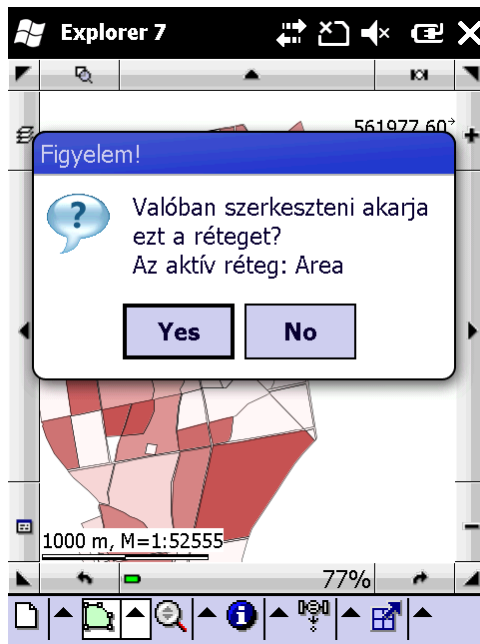 Explorer 7
561977.60
Figyelem!
Valóban szerkeszteni akarja
ezt a réteget?
Az aktív réteg: Area
Yes
No
1000 m, M=1:52555
77%